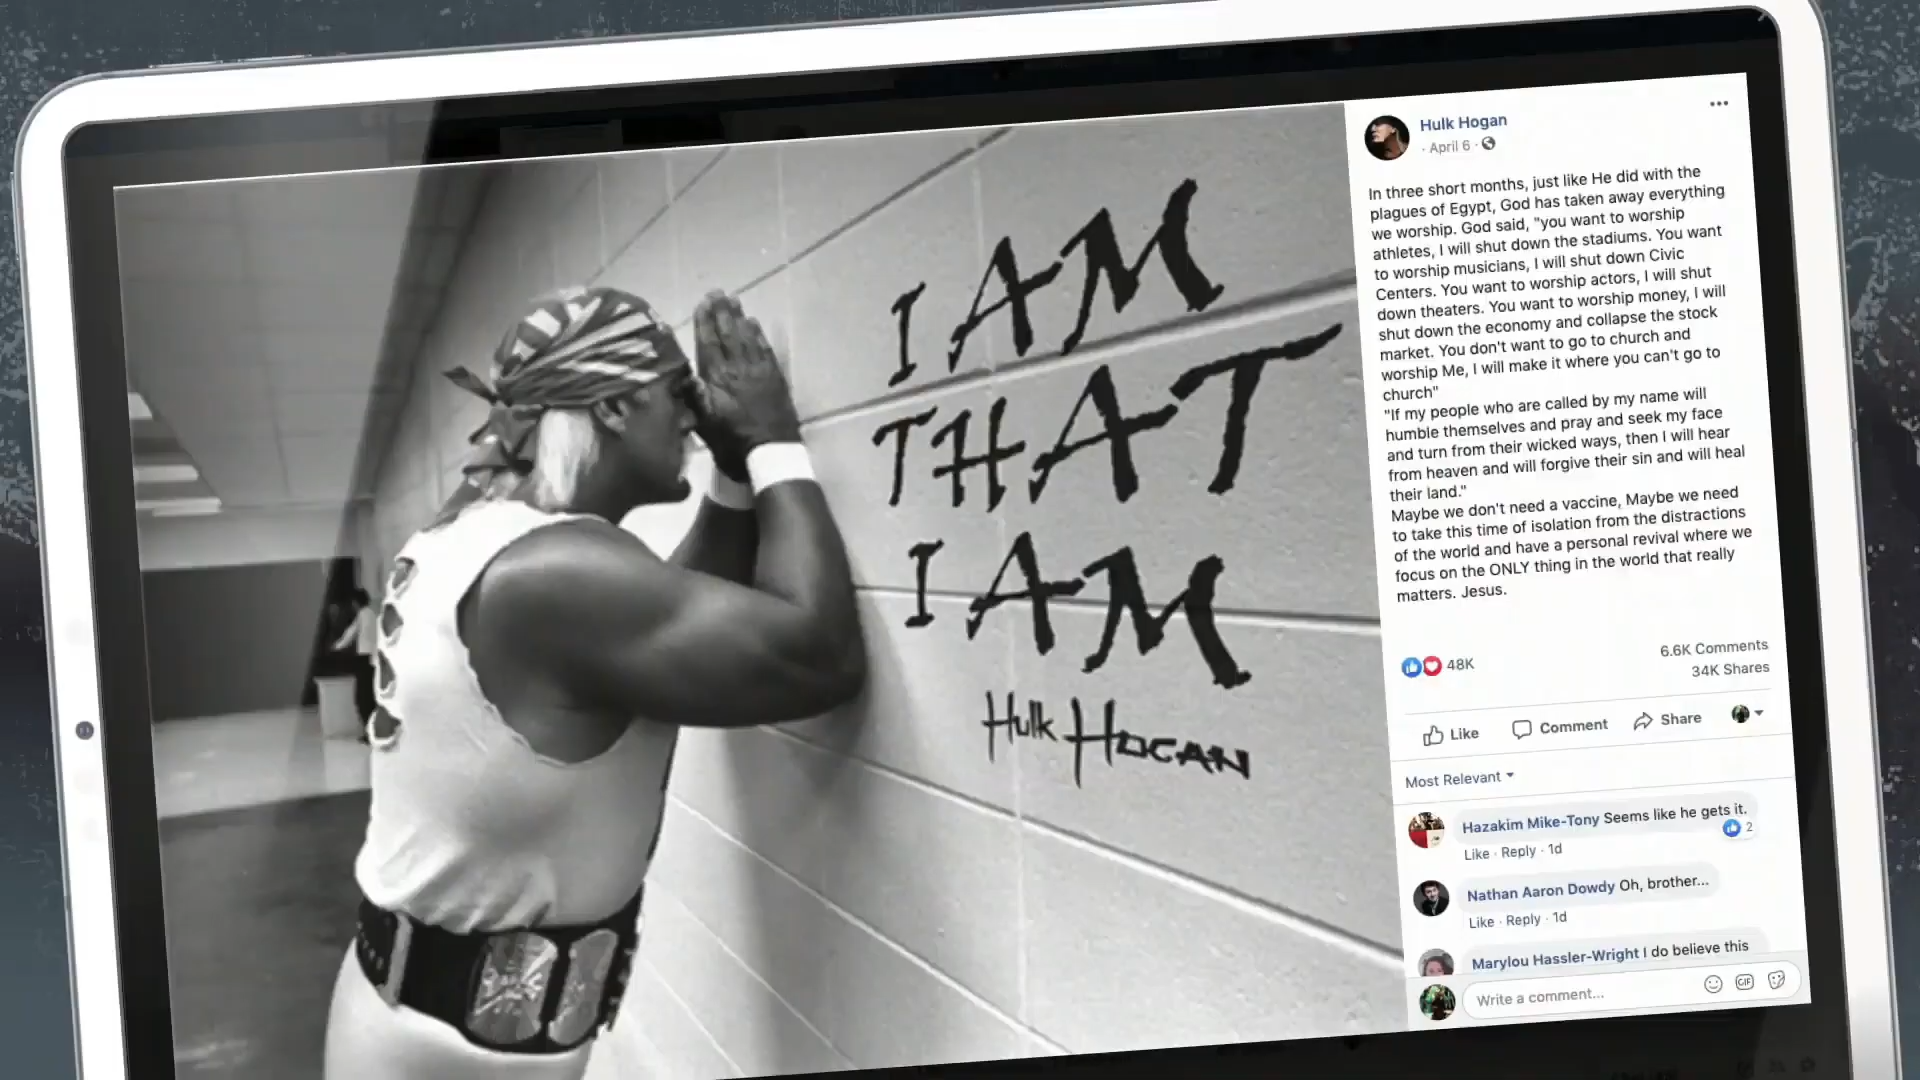 I AM
THAT
I AM
Hulk HOGAN
Hulk Hogan
· April 6 ·
In three short months, just like He did with the
plagues of Egypt, God has taken away everything
we worship. God said, "you want to worship
athletes, I will shut down the stadiums. You want
to worship musicians, I will shut down Civic
Centers. You want to worship actors, I will shut
down theaters. You want to worship money, I will
shut down the economy and collapse the stock
market. You don't want to go to church and
worship Me, I will make it where you can't go to
church"
"If my people who are called by my name will
humble themselves and pray and seek my face
and turn from their wicked ways, then I will hear
from heaven and will forgive their sin and will heal
their land."
Maybe we don't need a vaccine, Maybe we need
to take this time of isolation from the distractions
of the world and have a personal revival where we
focus on the ONLY thing in the world that really
matters. Jesus.
48K
6.6K Comments
34K Shares
Like Comment Share
Most Relevant
Hazakim Mike-Tony Seems like he gets it.
2
Like · Reply · 1d
Nathan Aaron Dowdy Oh, brother...
Like · Reply · 1d
Marylou Hassler-Wright I do believe this
Write a comment...
GIF